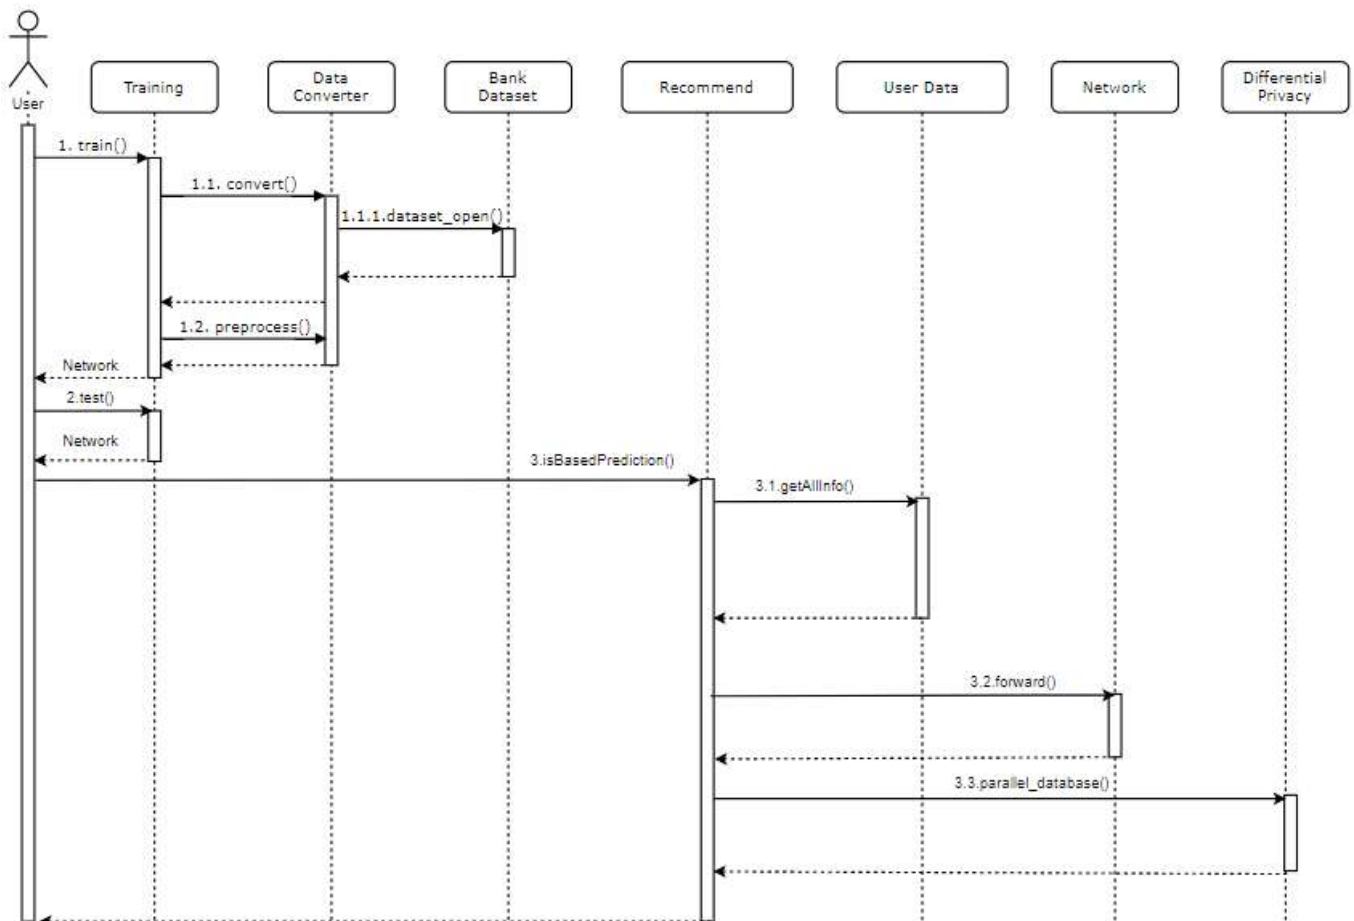 User
Training
Data
Converter
Bank
Dataset
Recommend
User Data
Network
Differential
Privacy
1. train()
1.1. convert()
1.1.1.dataset_open()
1.2. preprocess()
Network
2.test()
Network
3.isBasedPrediction()
3.1.getAllInfo()
3.2.forward()
3.3.parallel_database()